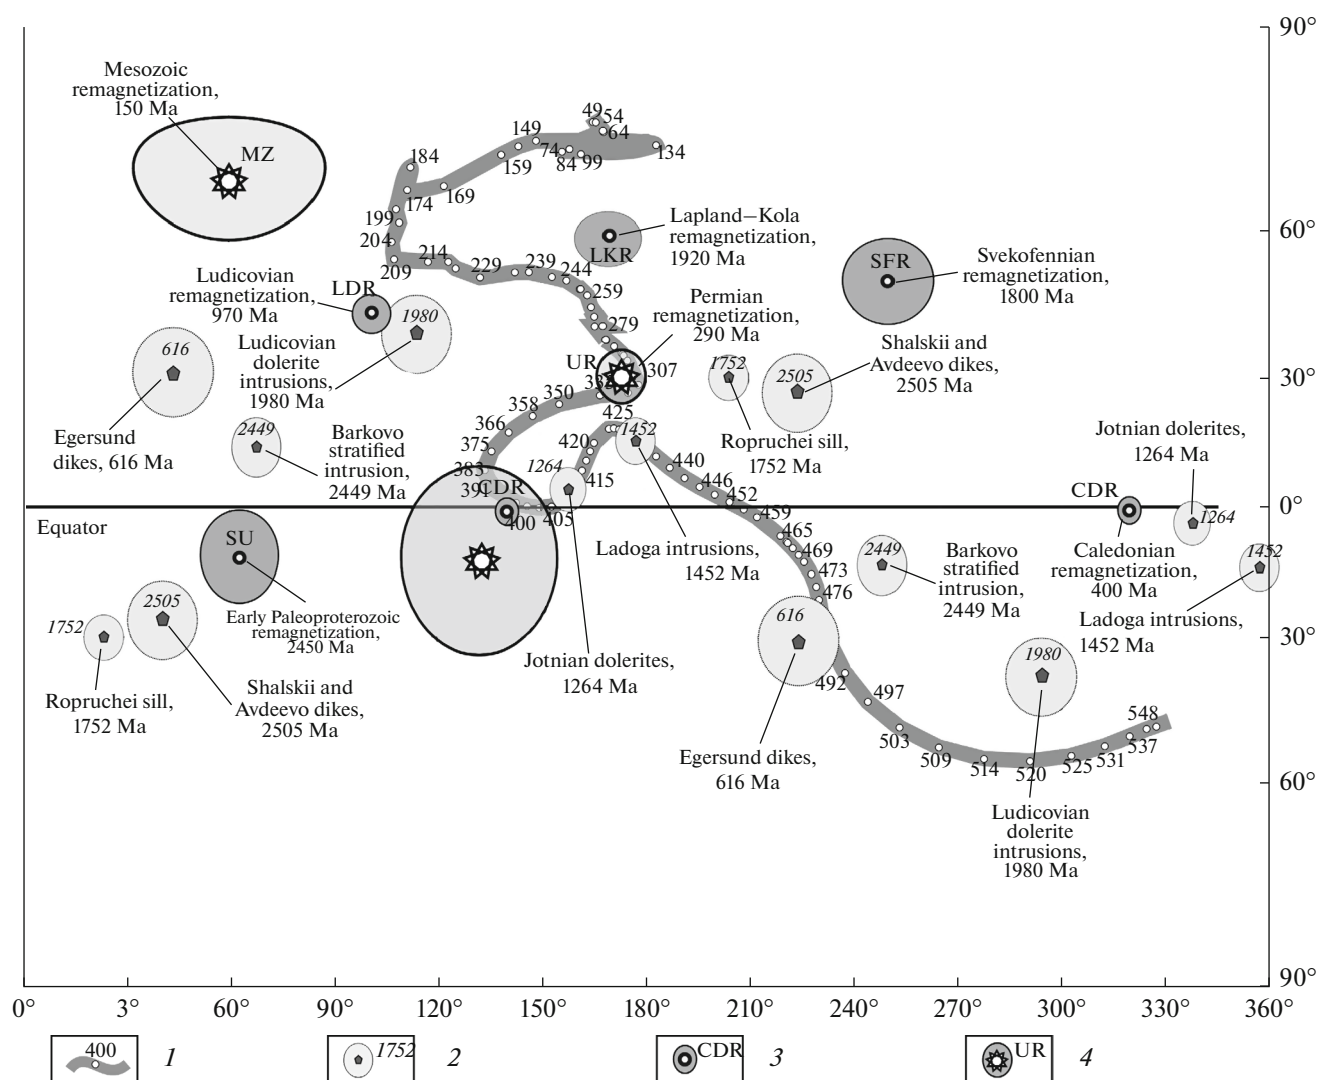 90°
60°
30°
0°
30°
60°
90°
Mesozoic
remagnetization,
150 Ma
MZ
49
54
64
149
74
84
99
134
159
184
174
169
199
204
209
214
229
239
244
259
279
307
Lapland–Kola
remagnetization,
1920 Ma
LKR
SFR
Svekofennian
remagnetization,
1800 Ma
Ludicovian
remagnetization,
970 Ma
LDR
1980
Ludicovian
dolerite
intrusions,
1980 Ma
Permian
remagnetization,
290 Ma
UR
Shalskii and
Avdeevo dikes,
2505 Ma
1752
2505
Ropruchei sill,
1752 Ma
616
Egersund
dikes, 616 Ma
2449
Barkovo
stratified
intrusion,
2449 Ma
350
358
366
375
383
391
CDR
400
405
1264
415
420
425
1452
440
446
452
459
465
469
473
476
492
497
503
509
514
520
525
531
537
548
Jotnian dolerites,
1264 Ma
CDR
1264
1452
Caledonian
remagnetization,
400 Ma
Ladoga intrusions,
1452 Ma
Equator
SU
Early Paleoproterozoic
remagnetization,
2450 Ma
1752
2505
Ropruchei sill,
1752 Ma
Shalskii and
Avdeevo dikes,
2505 Ma
Ladoga intrusions,
1452 Ma
Jotnian dolerites,
1264 Ma
2449
Barkovo
stratified
intrusion,
2449 Ma
616
Egersund dikes,
616 Ma
1980
Ludicovian
dolerite
intrusions,
1980 Ma
0° 3° 60° 90° 120° 150° 180° 210° 240° 270° 300° 330° 360°
400 1
1752 2
CDR 3
UR 4